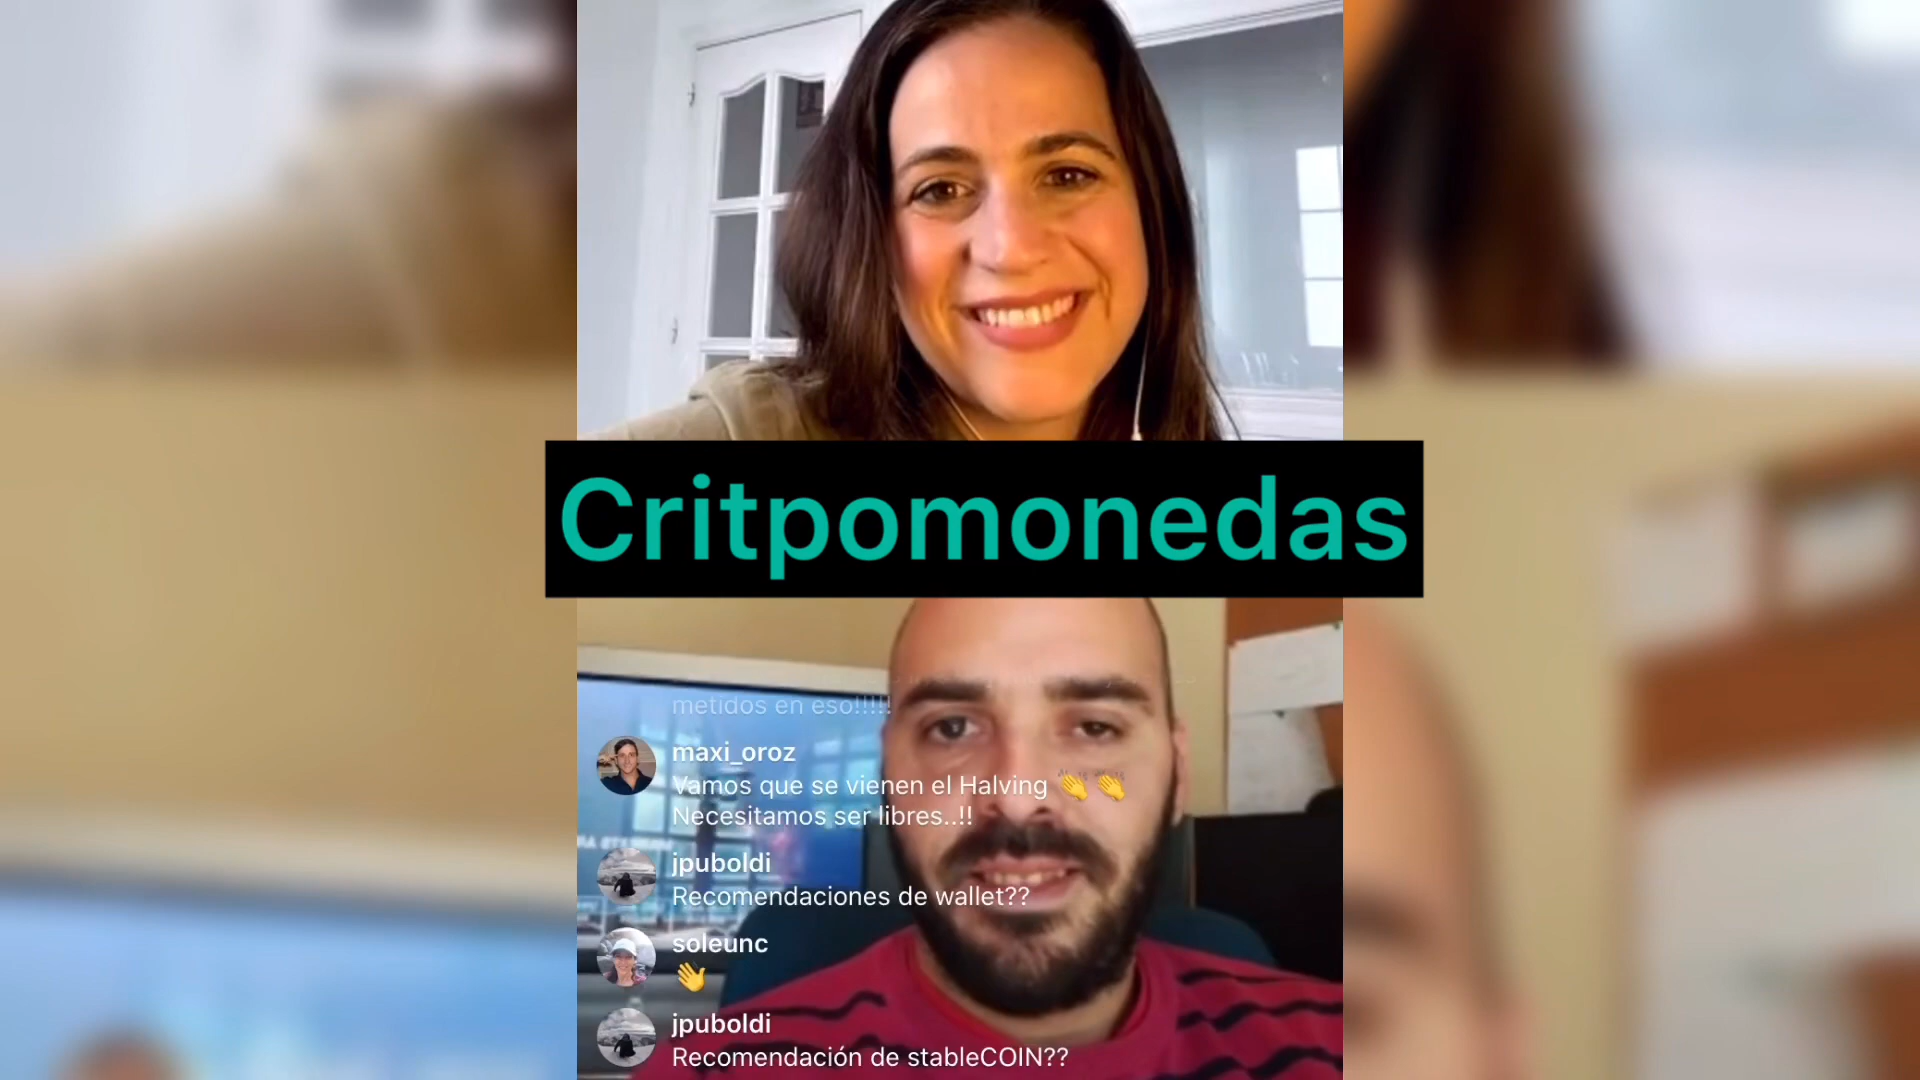 Critpomonedas
metidos en eso!!!!!
maxi_oroz
Vamos que se vienen el Halving 👏👏
Necesitamos ser libres..!!
jpuboldi
Recomendaciones de wallet??
soleunc
👋
jpuboldi
Recomendación de stableCOIN??